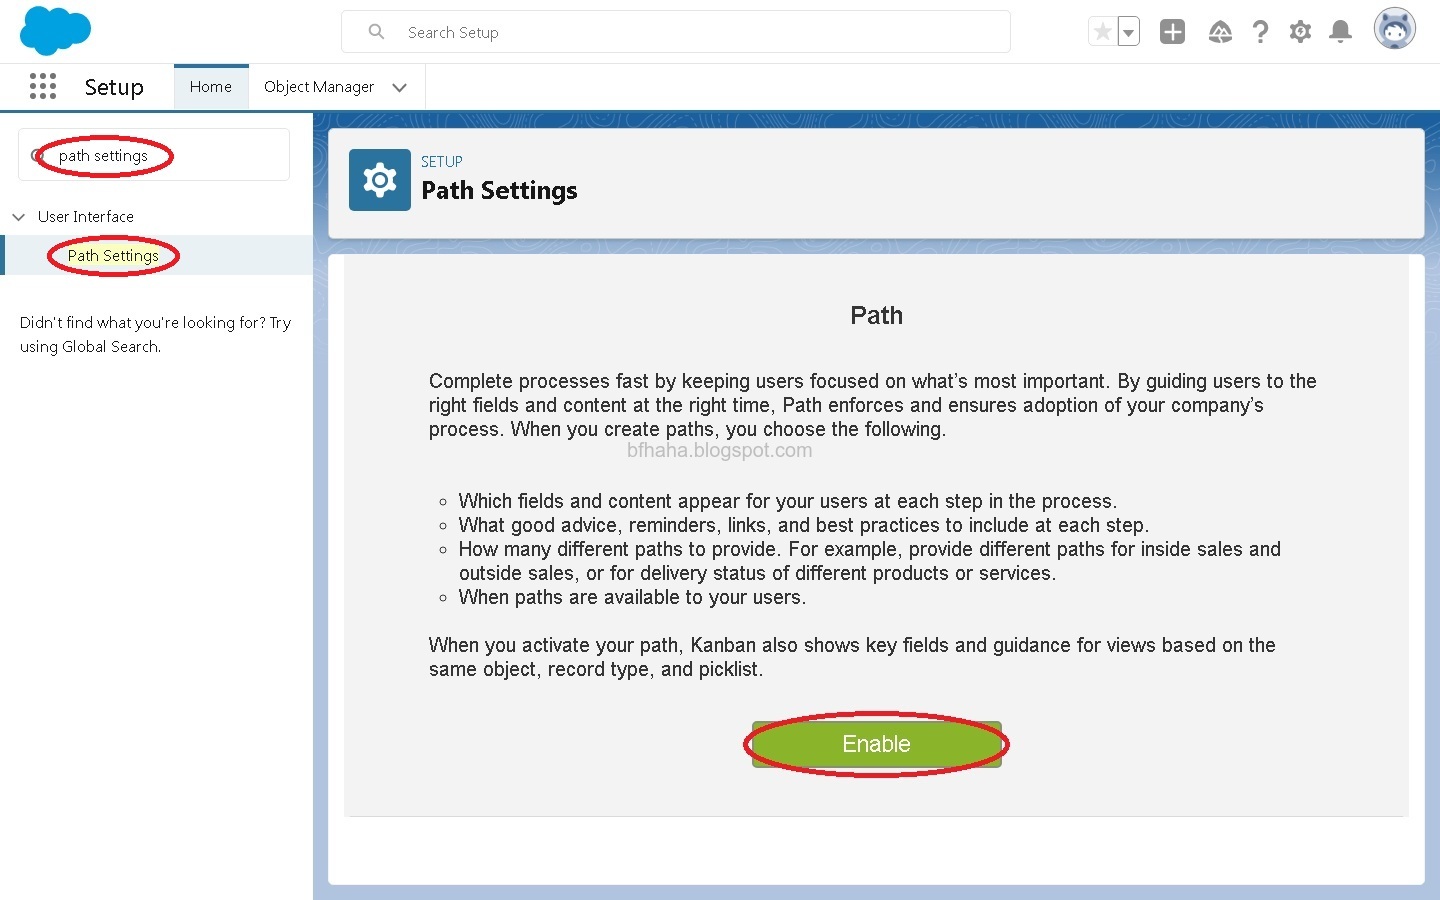 Search Setup
Setup
Home
Object Manager
path settings
User Interface
Path Settings
Didn't find what you're looking for? Try
using Global Search.
SETUP
Path Settings
Path
Complete processes fast by keeping users focused on what’s most important. By guiding users to the
right fields and content at the right time, Path enforces and ensures adoption of your company’s
process. When you create paths, you choose the following.
bfhaha.blogspot.com
Which fields and content appear for your users at each step in the process.
What good advice, reminders, links, and best practices to include at each step.
How many different paths to provide. For example, provide different paths for inside sales and
outside sales, or for delivery status of different products or services.
When paths are available to your users.
When you activate your path, Kanban also shows key fields and guidance for views based on the
same object, record type, and picklist.
Enable